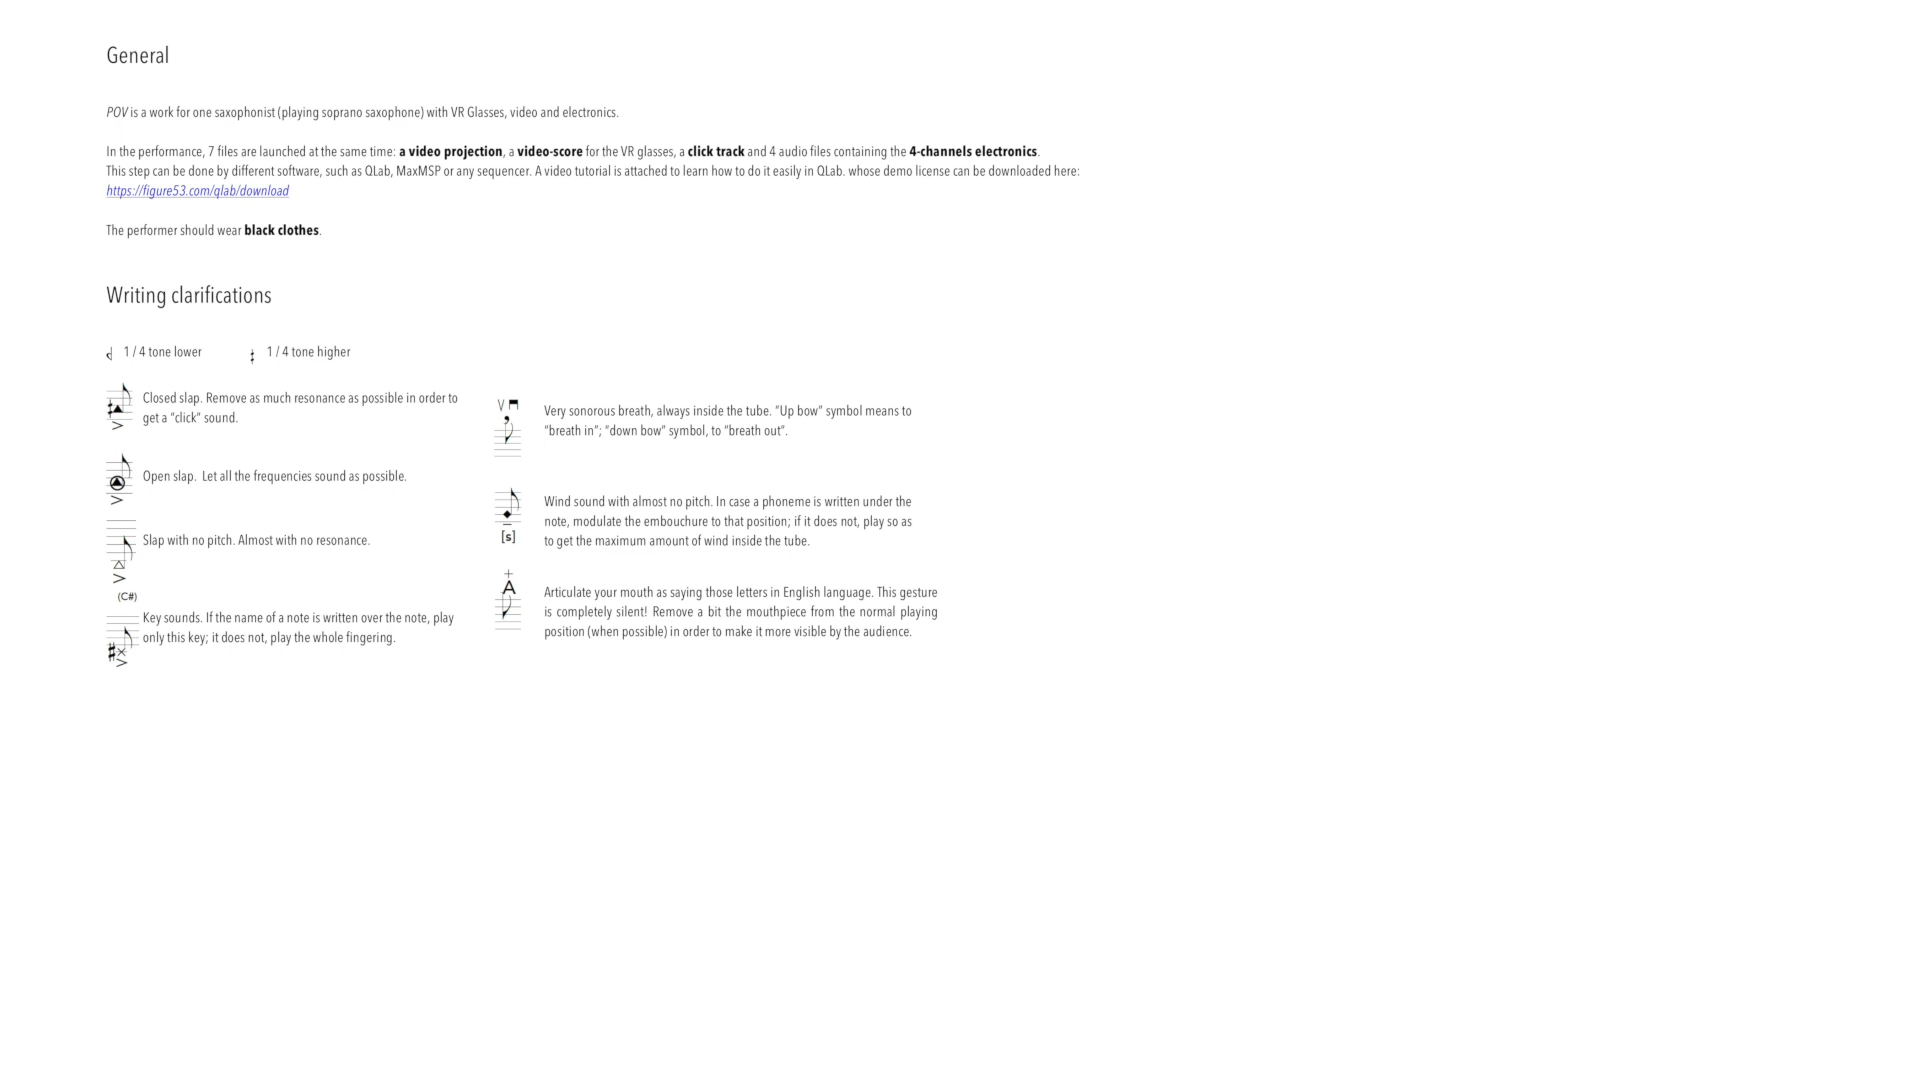 General
POV is a work for one saxophonist (playing soprano saxophone) with VR Glasses, video and electronics.
In the performance, 7 files are launched at the same time: a video projection, a video-score for the VR glasses, a click track and 4 audio files containing the 4-channels electronics.
This step can be done by different software, such as QLab, MaxMSP or any sequencer. A video tutorial is attached to learn how to do it easily in QLab. whose demo license can be downloaded here:
https://figure53.com/qlab/download
The performer should wear black clothes.
Writing clarifications
1 / 4 tone lower
1 / 4 tone higher
Closed slap. Remove as much resonance as possible in order to
get a “click” sound.
Open slap.  Let all the frequencies sound as possible.
Slap with no pitch. Almost with no resonance.
(C#)
Key sounds. If the name of a note is written over the note, play
only this key; it does not, play the whole fingering.
Very sonorous breath, always inside the tube. “Up bow” symbol means to
“breath in”; “down bow” symbol, to “breath out”.
Wind sound with almost no pitch. In case a phoneme is written under the
note, modulate the embouchure to that position; if it does not, play so as
to get the maximum amount of wind inside the tube.
[s]
+
A
Articulate your mouth as saying those letters in English language. This gesture
is completely silent! Remove a bit the mouthpiece from the normal playing
position (when possible) in order to make it more visible by the audience.